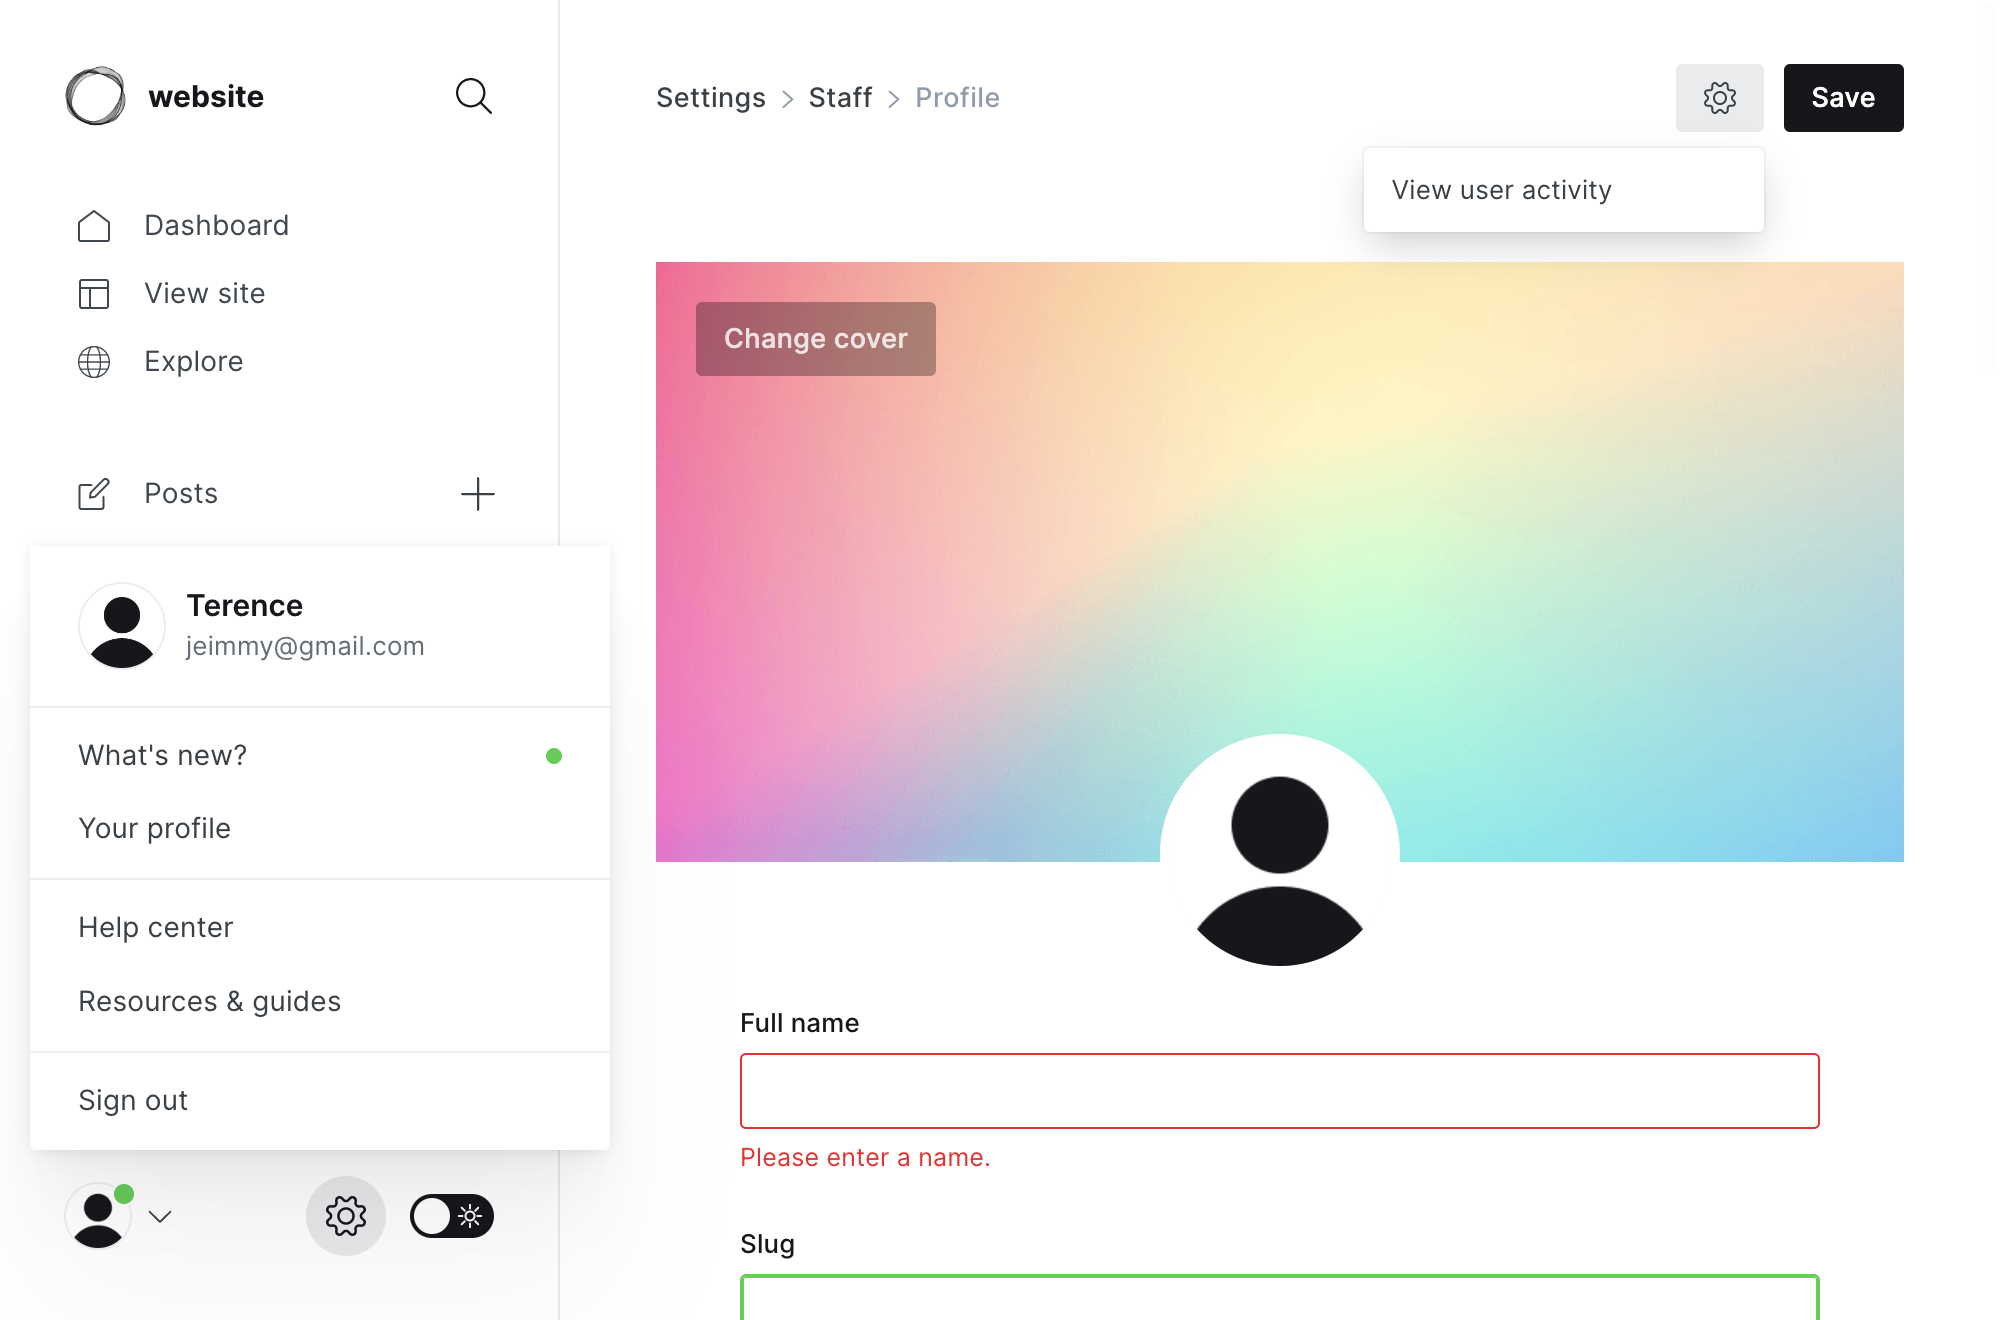 website
Dashboard
View site
Explore
Posts
Terence
jeimmy@gmail.com
What's new?
Your profile
Help center
Resources & guides
Sign out
Settings > Staff > Profile
Save
View user activity
Change cover
Full name
Please enter a name.
Slug